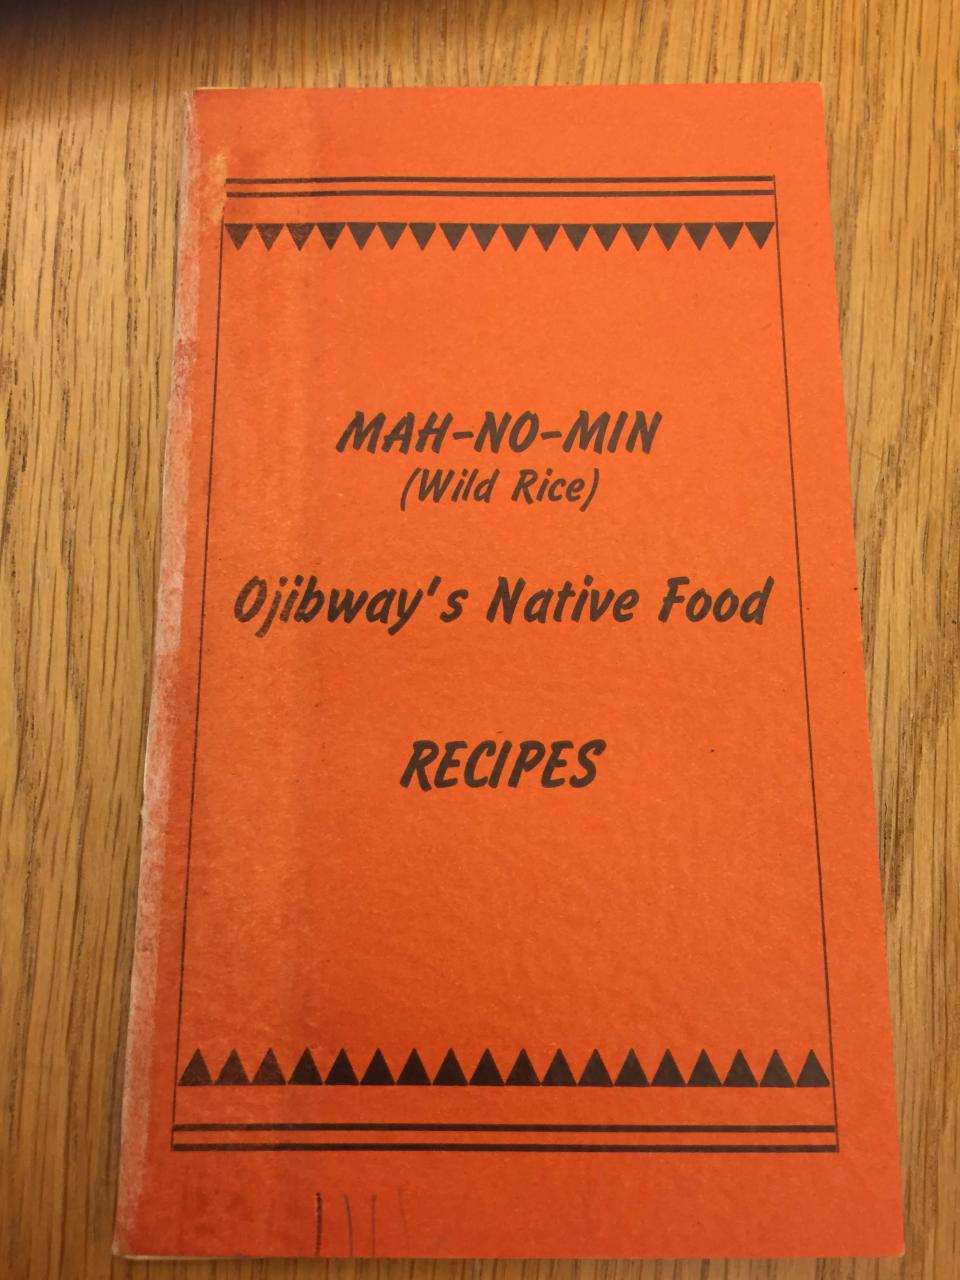 MAH-NO-MIN
(Wild Rice)
Ojibway's Native Food
RECIPES